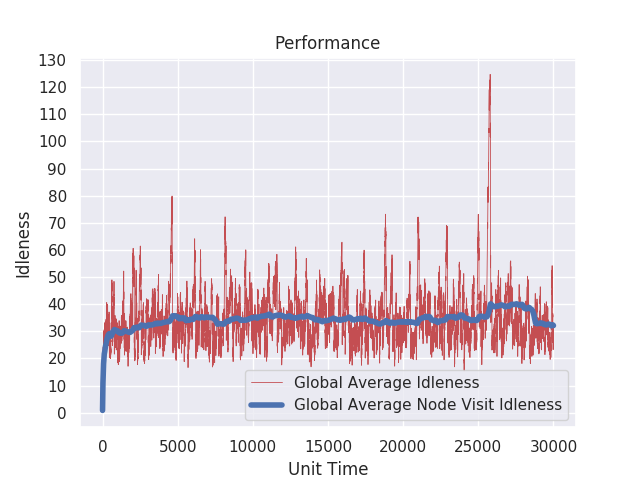 Performance
130
120
110
100
90
80
70
60
50
40
30
20
10
0
Idleness
Global Average Idleness
Global Average Node Visit Idleness
0 5000 10000 15000 20000 25000 30000
Unit Time